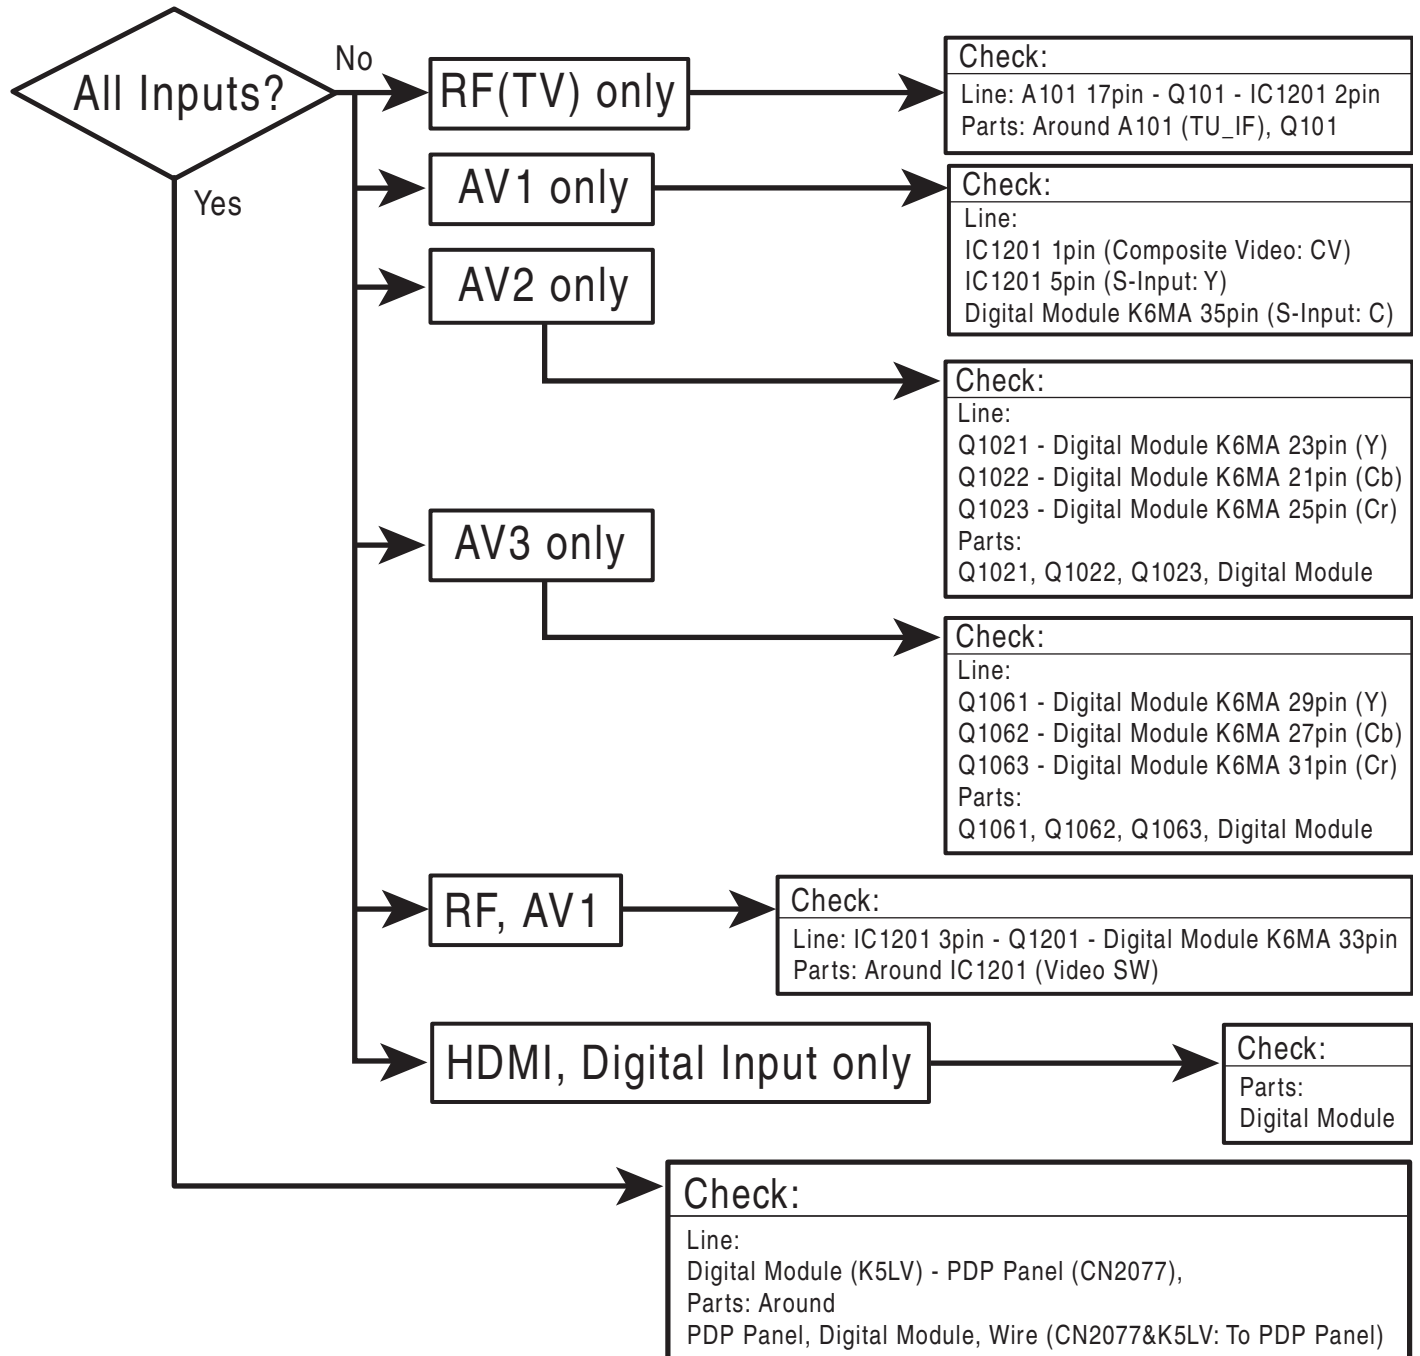 All Inputs?
No
Yes
RF(TV) only
Check:
Line: A101 17pin - Q101 - IC1201 2pin
Parts: Around A101 (TU_IF), Q101
AV1 only
Check:
Line:
IC1201 1pin (Composite Video: CV)
IC1201 5pin (S-Input: Y)
Digital Module K6MA 35pin (S-Input: C)
AV2 only
Check:
Line:
Q1021 - Digital Module K6MA 23pin (Y)
Q1022 - Digital Module K6MA 21pin (Cb)
Q1023 - Digital Module K6MA 25pin (Cr)
Parts:
Q1021, Q1022, Q1023, Digital Module
AV3 only
Check:
Line:
Q1061 - Digital Module K6MA 29pin (Y)
Q1062 - Digital Module K6MA 27pin (Cb)
Q1063 - Digital Module K6MA 31pin (Cr)
Parts:
Q1061, Q1062, Q1063, Digital Module
RF, AV1
Check:
Line: IC1201 3pin - Q1201 - Digital Module K6MA 33pin
Parts: Around IC1201 (Video SW)
HDMI, Digital Input only
Check:
Parts:
Digital Module
Check:
Line:
Digital Module (K5LV) - PDP Panel (CN2077),
Parts: Around
PDP Panel, Digital Module, Wire (CN2077&K5LV: To PDP Panel)